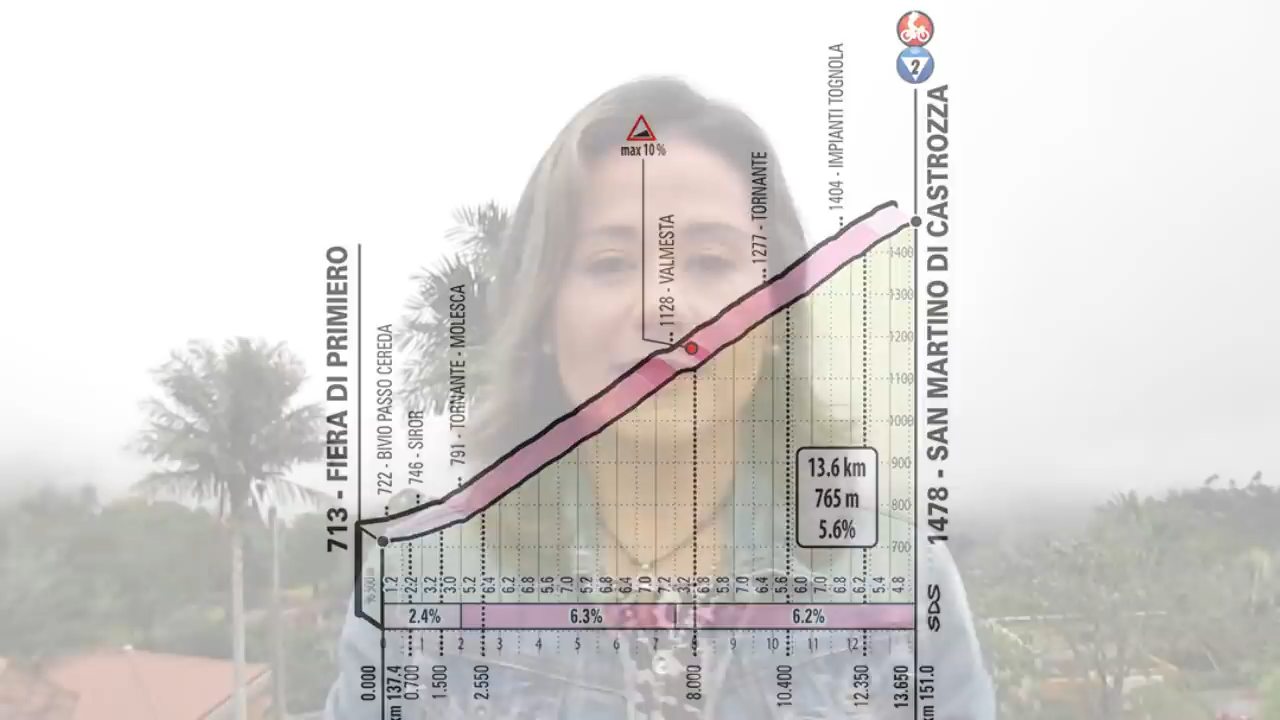 2
max 10 %
713 - FIERA DI PRIMIERO
722 - BIVIO PASSO CEREDA
746 - SIROR
791 - TORNANTE - MOLESCA
1128 - VALMESTA
1277 - TORNANTE
1404 - IMPIANTI TOGNOLA
1478 - SAN MARTINO DI CASTROZZA
1400
1300
1200
1100
1000
900
800
700
13.6 km
765 m
5.6%
1.2 2.2 3.2 3.0 5.2 6.4 6.2 6.8 5.6 7.0 5.2 6.8 6.4 7.0 7.2 3.2 6.8 5.8 7.0 6.4 5.6 6.0 7.0 6.8 6.2 5.4 4.8
2.4% 6.3% 6.2%
0 1 2 3 4 5 6 7 8 9 10 11 12
0.000 0.700 1.500 2.550 8.000 10.400 12.350 13.650
km 137.4 km 151.0
SDS